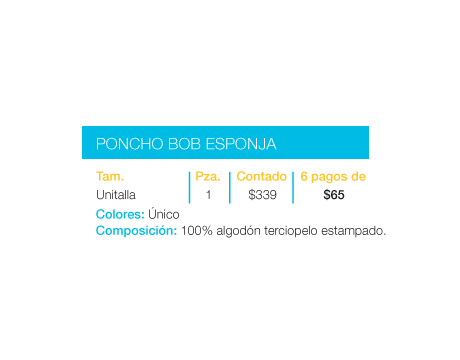 PONCHO BOB ESPONJA
Tam. Pza. Contado 6 pagos de
Unitalla 1 $339 $65
Colores: Único
Composición: 100% algodón terciopelo estampado.